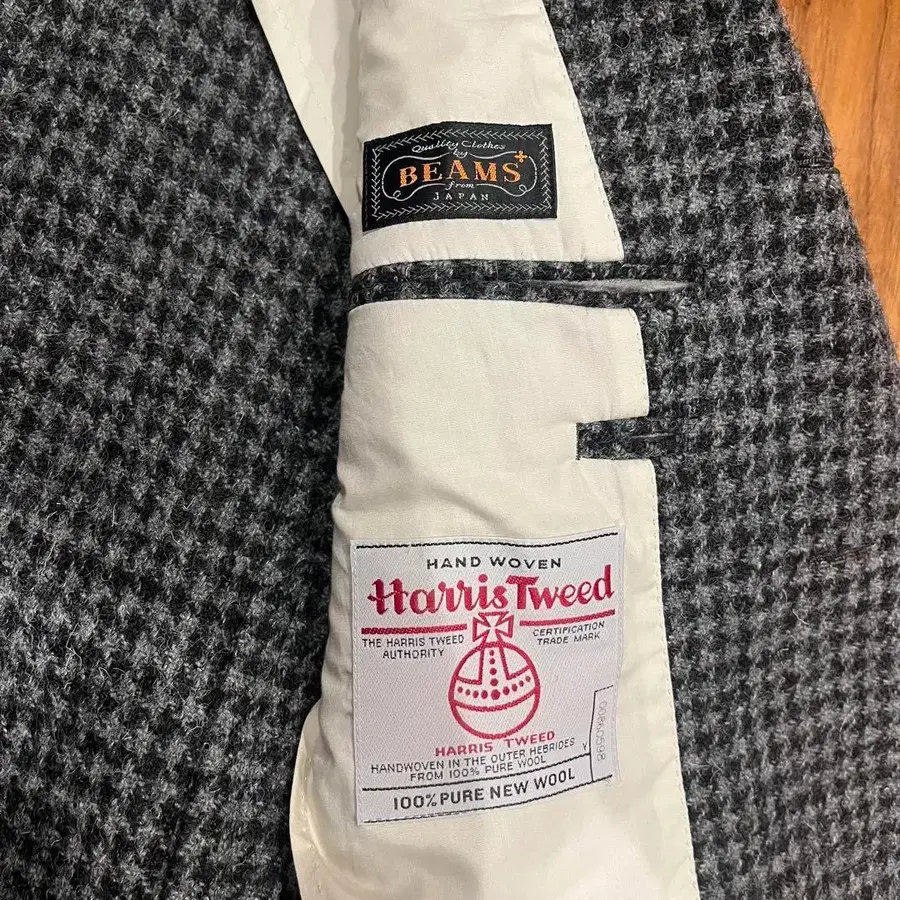 Quality Clothes
by
BEAMS+
from
JAPAN
HAND WOVEN
Harris Tweed
THE HARRIS TWEED
AUTHORITY
CERTIFICATION
TRADE MARK
HARRIS TWEED
HANDWOVEN IN THE OUTER HEBRIDES
FROM 100% PURE WOOL
Y
100% PURE NEW WOOL